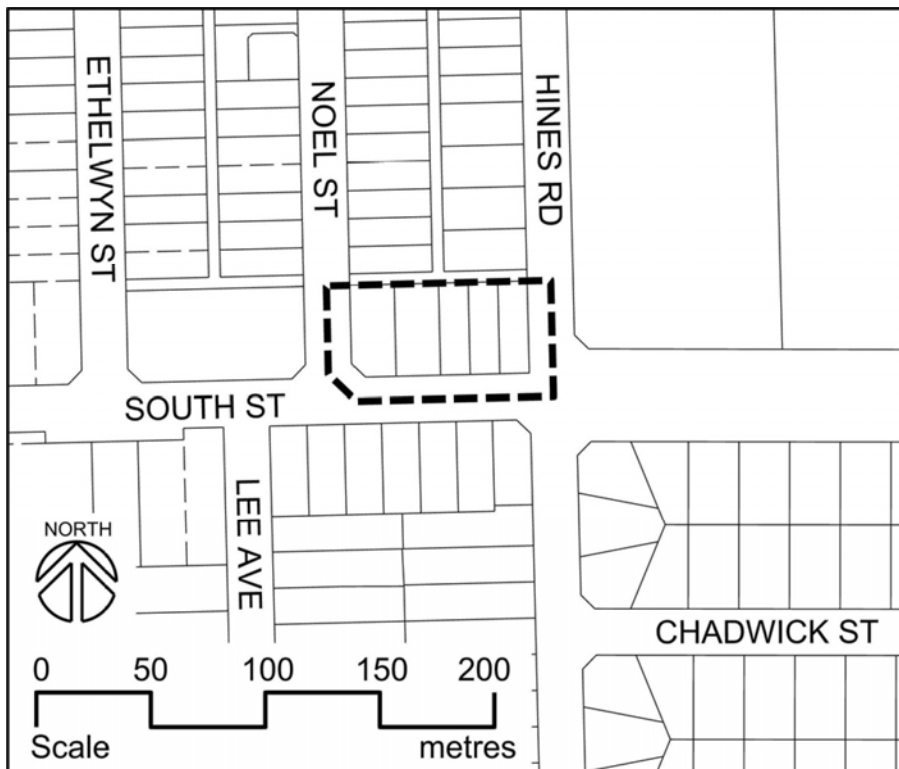 ETHELWYN ST
NOEL ST
HINES RD
SOUTH ST
LEE AVE
NORTH
CHADWICK ST
0 50 100 150 200
Scale metres